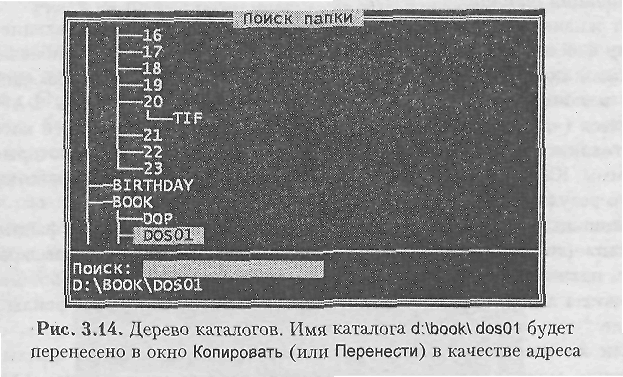 Поиск папки
16
17
18
19
20
TIF
21
22
23
BIRTHDAY
BOOK
DOP
DOS01
Поиск:
D:\BOOK\DOS01
Рис. 3.14. Дерево каталогов. Имя каталога d:\book\ dos01 будет
перенесено в окно Копировать (или Перенести) в качестве адреса